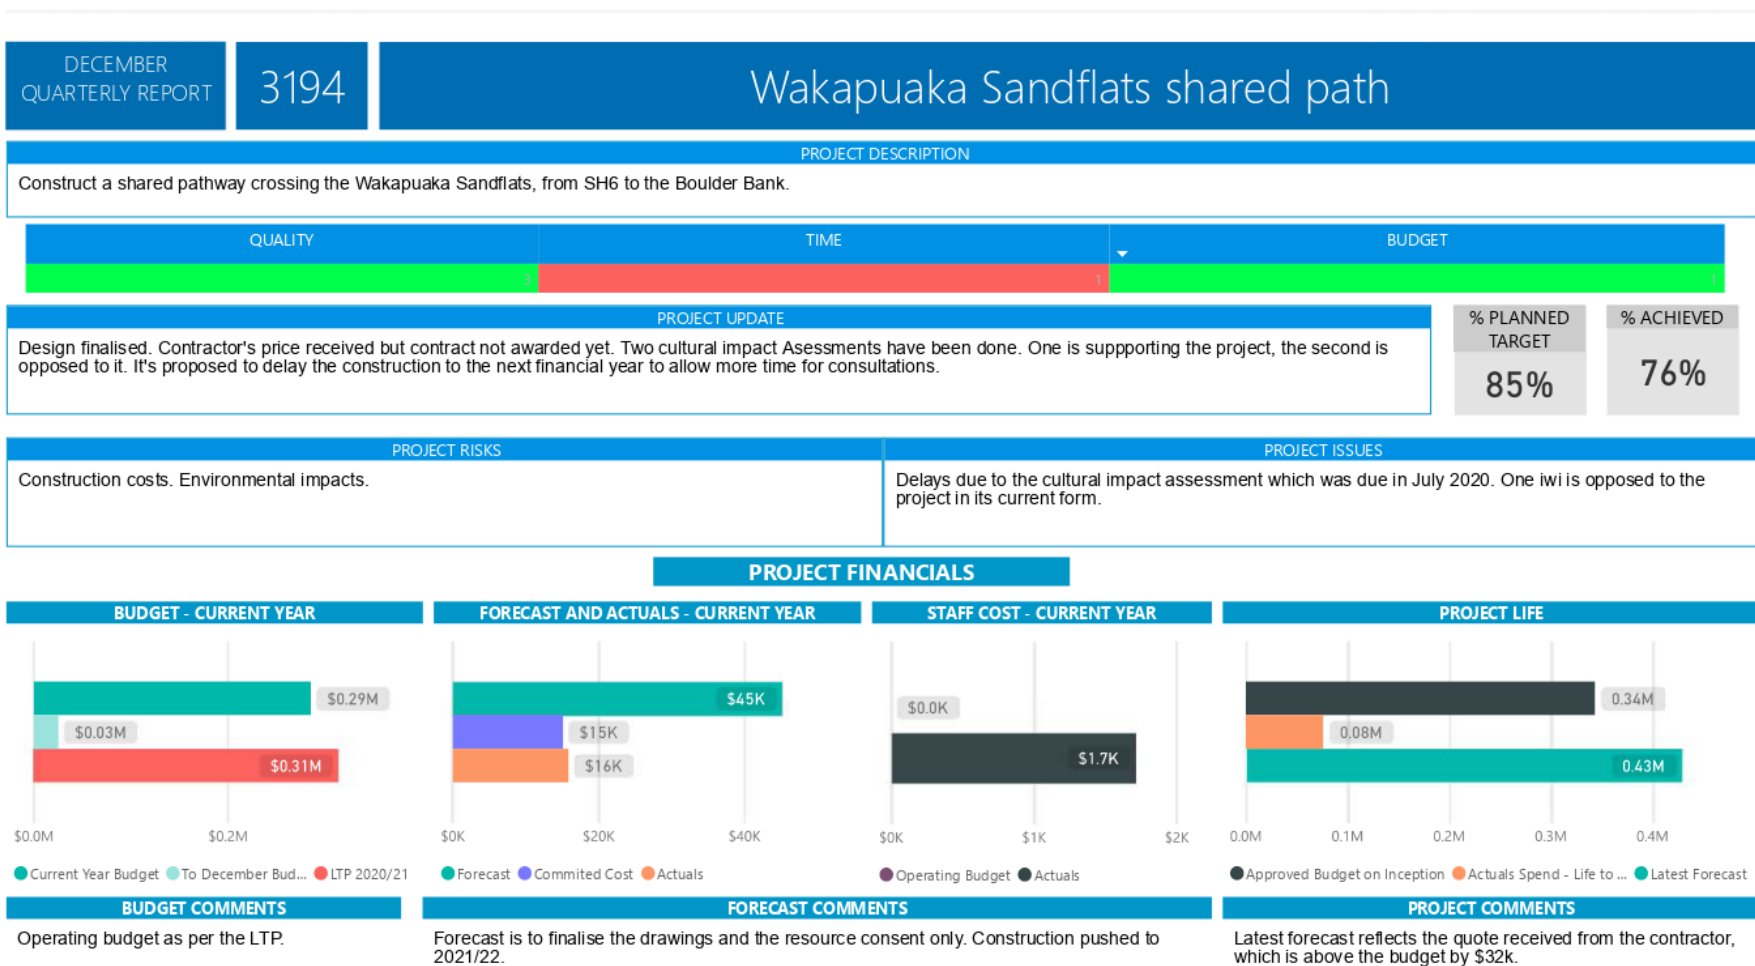 DECEMBER
QUARTERLY REPORT
3194
Wakapuaka Sandflats shared path
PROJECT DESCRIPTION
Construct a shared pathway crossing the Wakapuaka Sandflats, from SH6 to the Boulder Bank.
QUALITY TIME BUDGET
3 1 1
PROJECT UPDATE
Design finalised. Contractor's price received but contract not awarded yet. Two cultural impact Asessments have been done. One is suppporting the project, the second is
opposed to it. It's proposed to delay the construction to the next financial year to allow more time for consultations.
% PLANNED
TARGET
85%
% ACHIEVED
76%
PROJECT RISKS
Construction costs. Environmental impacts.
PROJECT ISSUES
Delays due to the cultural impact assessment which was due in July 2020. One iwi is opposed to the
project in its current form.
PROJECT FINANCIALS
BUDGET - CURRENT YEAR
$0.29M
$0.03M
$0.31M
$0.0M $0.2M
Current Year Budget To December Bud... LTP 2020/21
FORECAST AND ACTUALS - CURRENT YEAR
$45K
$15K
$16K
$0K $20K $40K
Forecast Commited Cost Actuals
STAFF COST - CURRENT YEAR
$0.0K
$1.7K
$0K $1K $2K
Operating Budget Actuals
PROJECT LIFE
0.34M
0.08M
0.43M
0.0M 0.1M 0.2M 0.3M 0.4M
Approved Budget on Inception Actuals Spend - Life to ... Latest Forecast
BUDGET COMMENTS
Operating budget as per the LTP.
FORECAST COMMENTS
Forecast is to finalise the drawings and the resource consent only. Construction pushed to
2021/22.
PROJECT COMMENTS
Latest forecast reflects the quote received from the contractor,
which is above the budget by $32k.